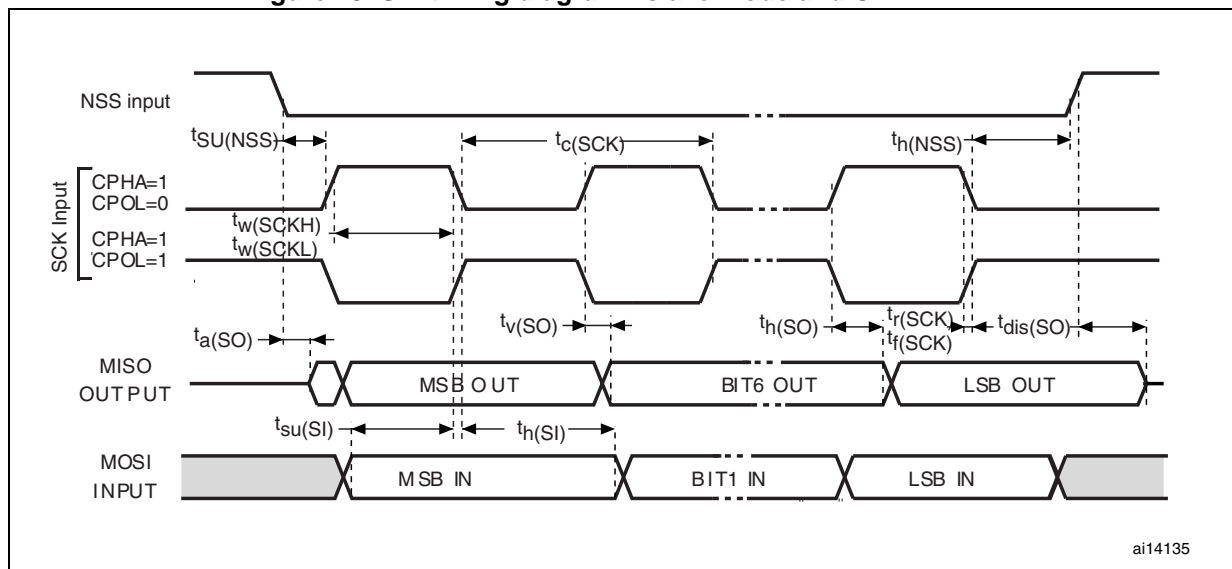 NSS input
tSU(NSS)
tc(SCK)
th(NSS)
SCK Input
CPHA=1
CPOL=0
tw(SCKH)
CPHA=1
tw(SCKL)
CPOL=1
ta(SO)
tv(SO)
th(SO)
tr(SCK)
tf(SCK)
tdis(SO)
MISO
OUTPUT
MSB OUT
BIT6 OUT
LSB OUT
tsu(SI)
th(SI)
MOSI
INPUT
MSB IN
BIT1 IN
LSB IN
ai14135